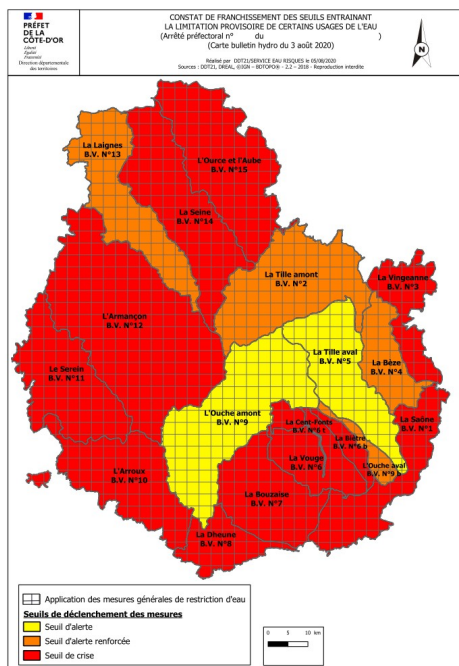 PRÉFET
DE LA
CÔTE-D'OR
Liberté
Égalité
Fraternité
Direction départementale
des territoires
CONSTAT DE FRANCHISSEMENT DES SEUILS ENTRAINANT
LA LIMITATION PROVISOIRE DE CERTAINS USAGES DE L'EAU
(Arrêté préfectoral n° du )
(Carte bulletin hydro du 3 août 2020)
Réalisé par DDT21/SERVICE EAU RISQUES le 05/08/2020
Sources : DDT21, DREAL, ©IGN - BDTOPO® - 2.2 - 2018 - Reproduction interdite
N
La Laignes
B.V. N°13
L'Ource et l'Aube
B.V. N°15
La Seine
B.V. N°14
La Tille amont
B.V. N°2
La Vingeanne
B.V. N°3
L'Armançon
B.V. N°12
La Tille aval
B.V. N°5
La Bèze
B.V. N°4
Le Serein
B.V. N°11
L'Ouche amont
B.V. N°9
La Saône
B.V. N°1
La Cent-Fonts
B.V. N°6 c
La Biètre
B.V. N°6 b
L'Ouche aval
B.V. N°9 b
La Vouge
B.V. N°6
L'Arroux
B.V. N°10
La Bouzaise
B.V. N°7
La Dheune
B.V. N°8
Application des mesures générales de restriction d'eau
Seuils de déclenchement des mesures
Seuil d'alerte
Seuil d'alerte renforcée
Seuil de crise
0 5 10 km